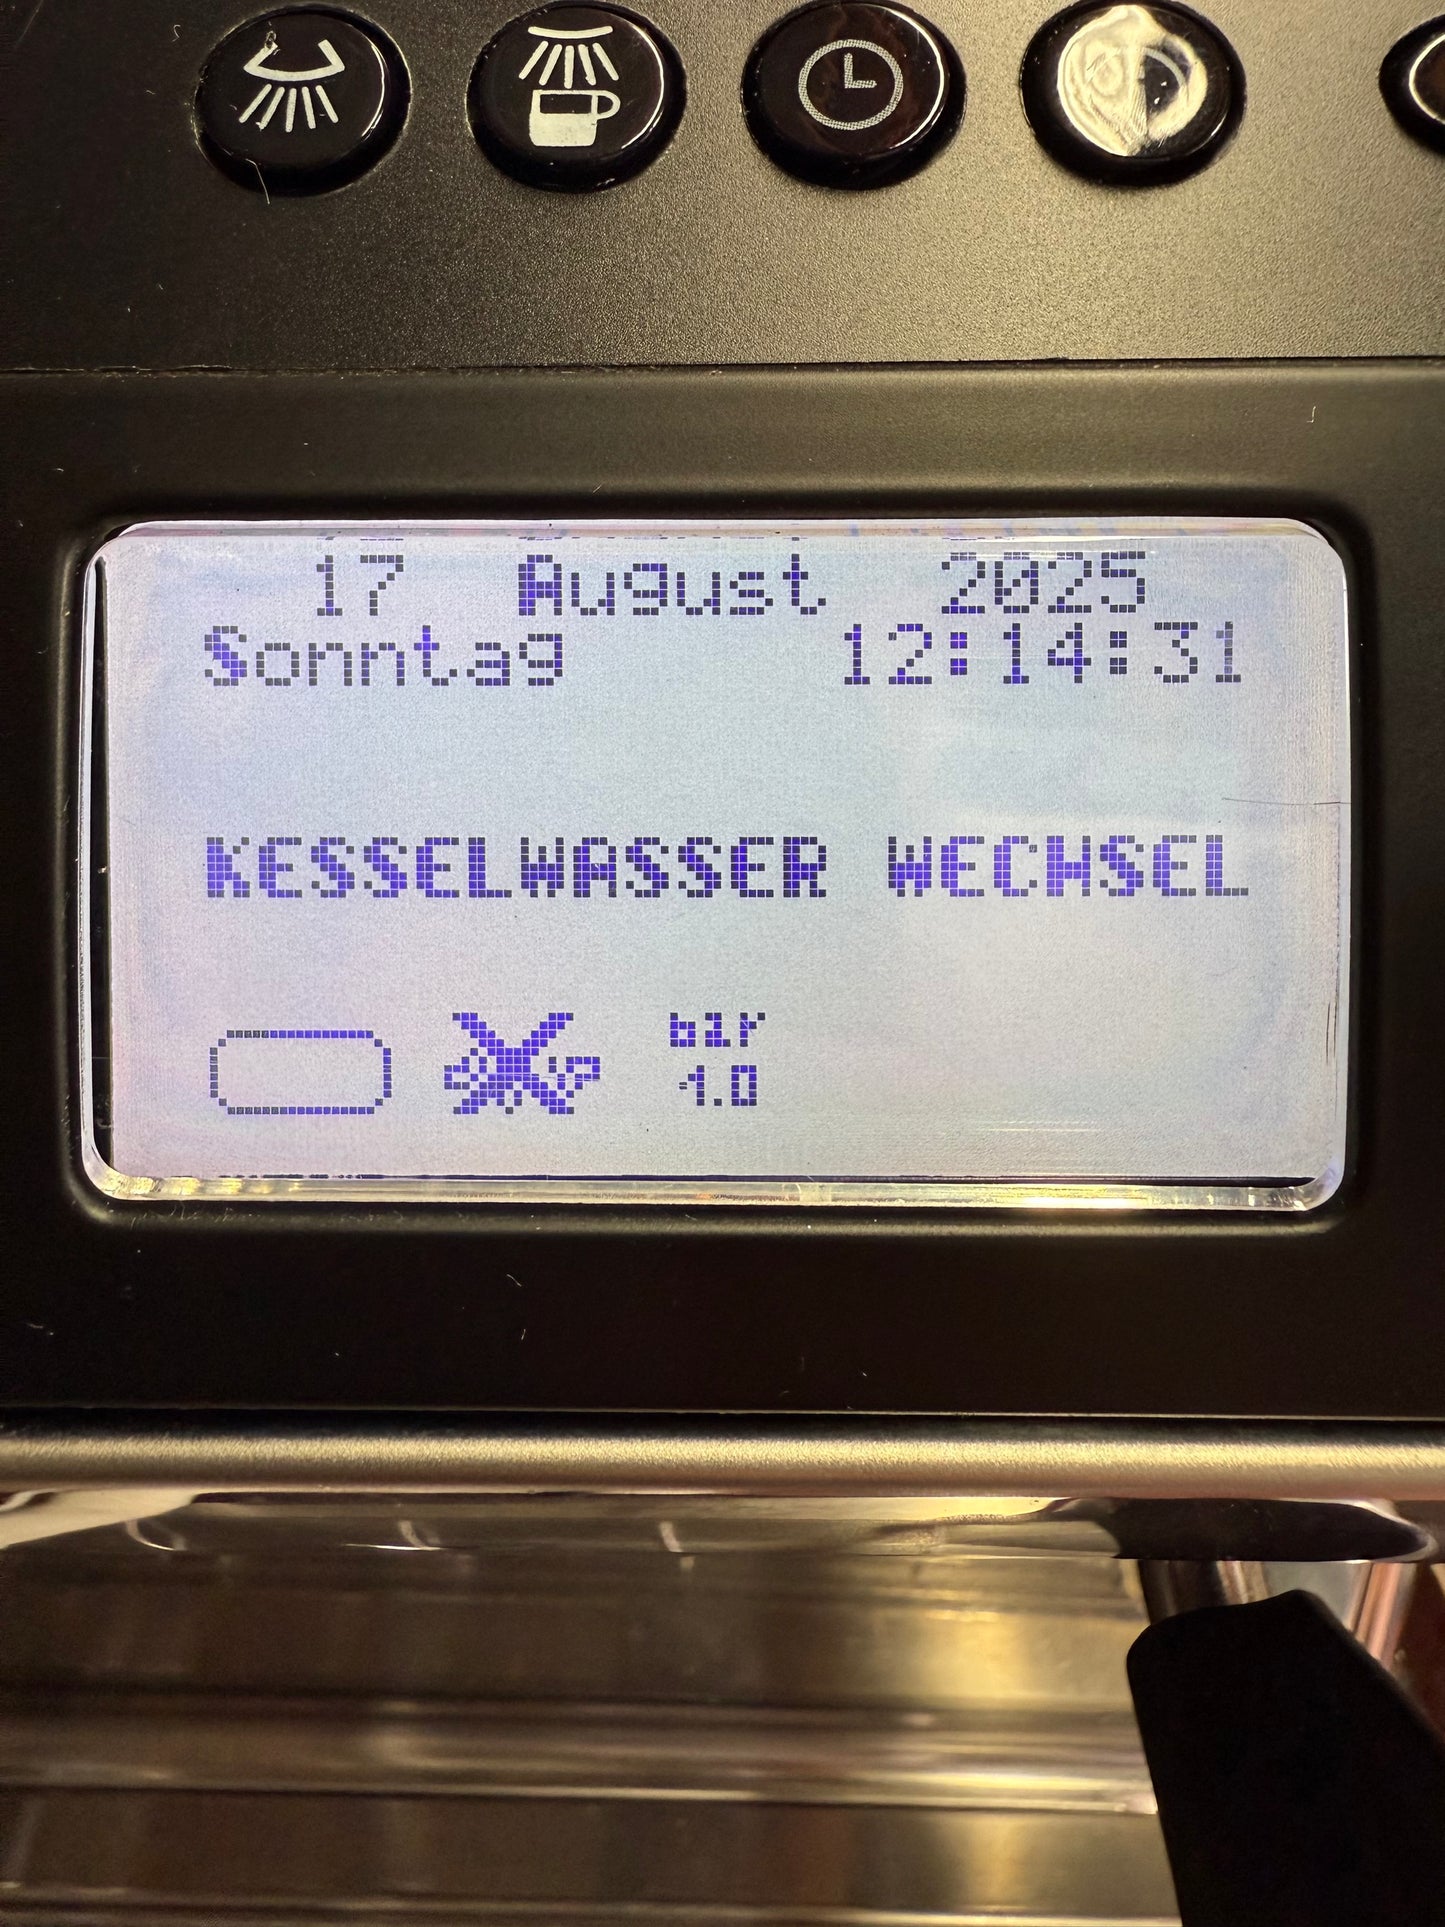 17 August 2025
Sonntag 12:14:31
KESSELWASSER WECHSEL
bar
-1.0